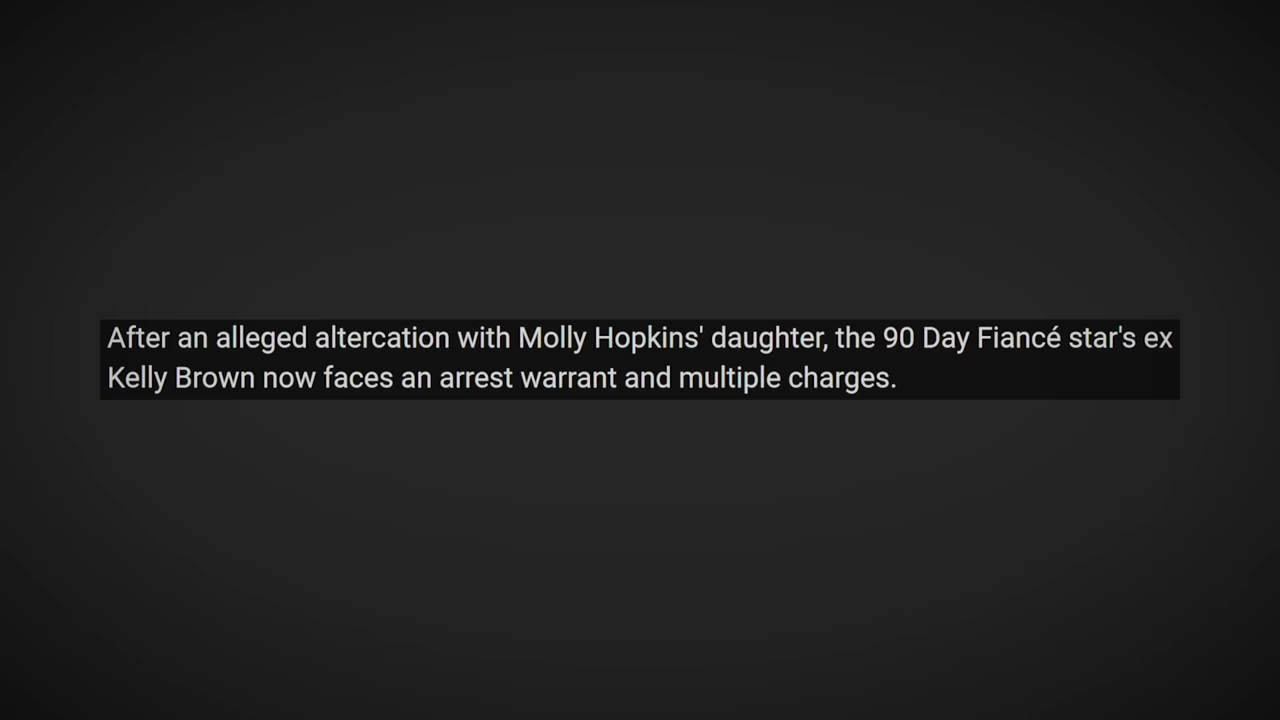 After an alleged altercation with Molly Hopkins' daughter, the 90 Day Fiancé star's ex
Kelly Brown now faces an arrest warrant and multiple charges.